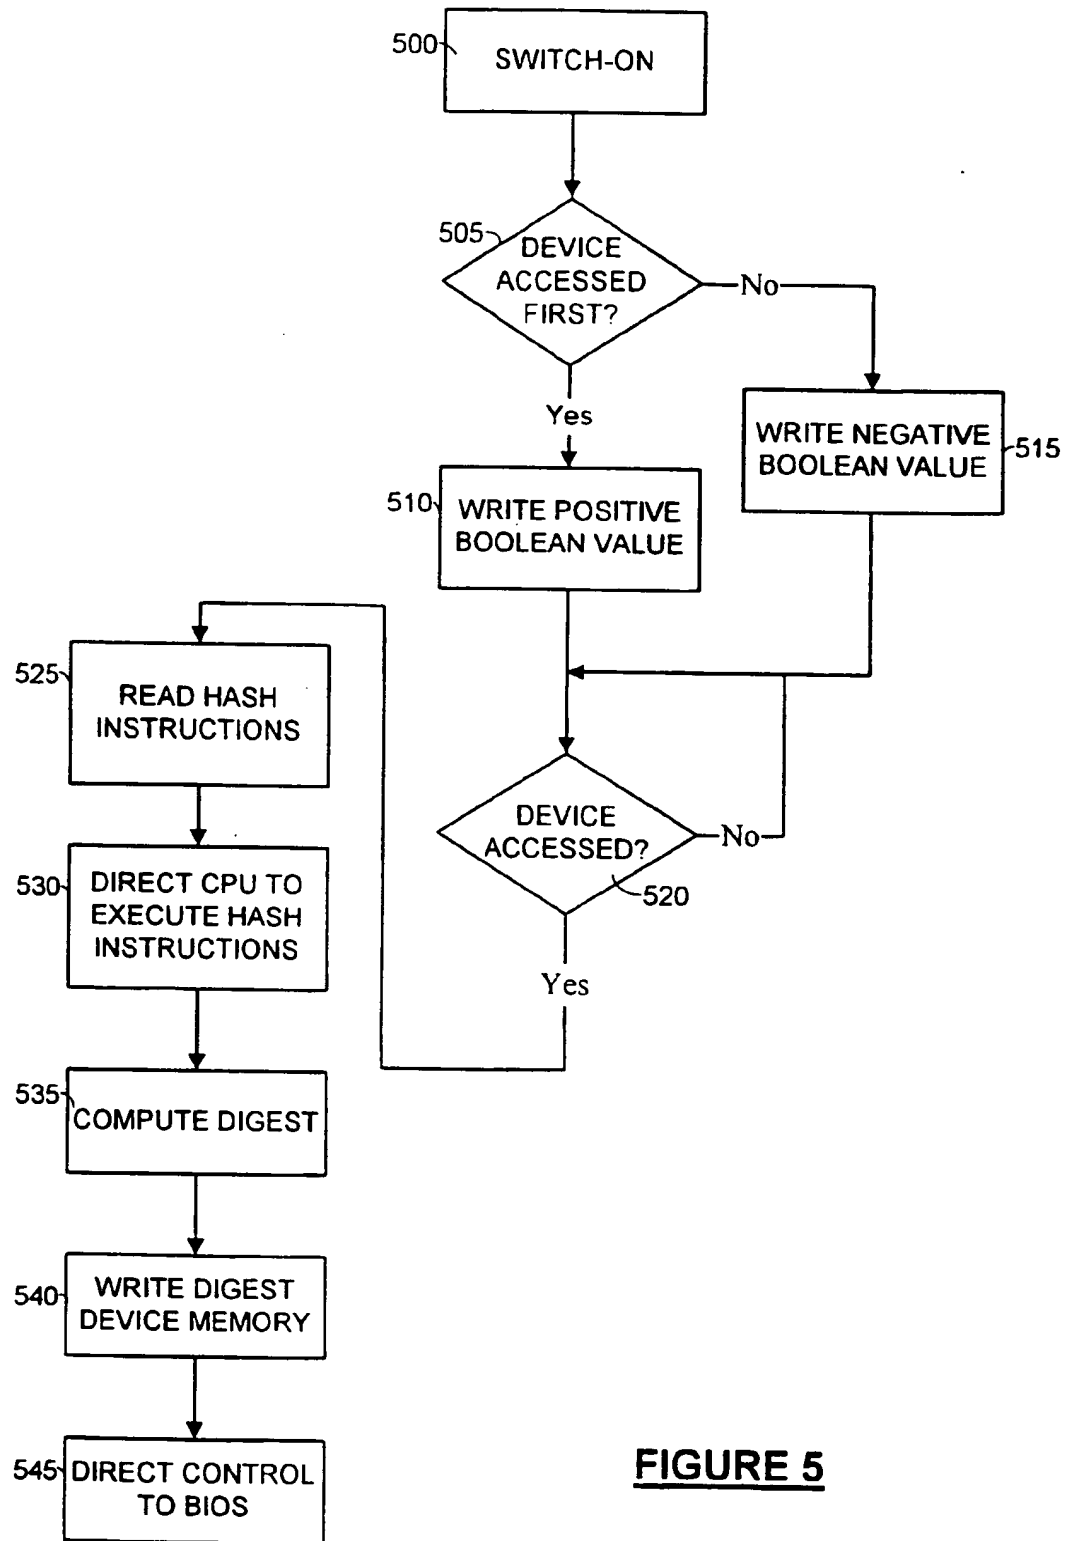 500
SWITCH-ON
505
DEVICE
ACCESSED
FIRST?
No
Yes
WRITE NEGATIVE
BOOLEAN VALUE
515
510
WRITE POSITIVE
BOOLEAN VALUE
525
READ HASH
INSTRUCTIONS
DEVICE
ACCESSED?
No
520
Yes
530
DIRECT CPU TO
EXECUTE HASH
INSTRUCTIONS
535
COMPUTE DIGEST
540
WRITE DIGEST
DEVICE MEMORY
545
DIRECT CONTROL
TO BIOS
FIGURE 5